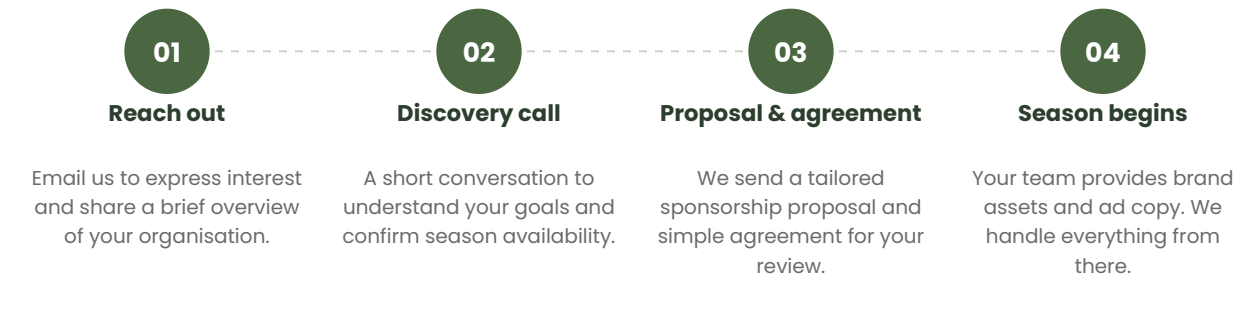 01
Reach out
Email us to express interest
and share a brief overview
of your organisation.
02
Discovery call
A short conversation to
understand your goals and
confirm season availability.
03
Proposal & agreement
We send a tailored
sponsorship proposal and
simple agreement for your
review.
04
Season begins
Your team provides brand
assets and ad copy. We
handle everything from
there.